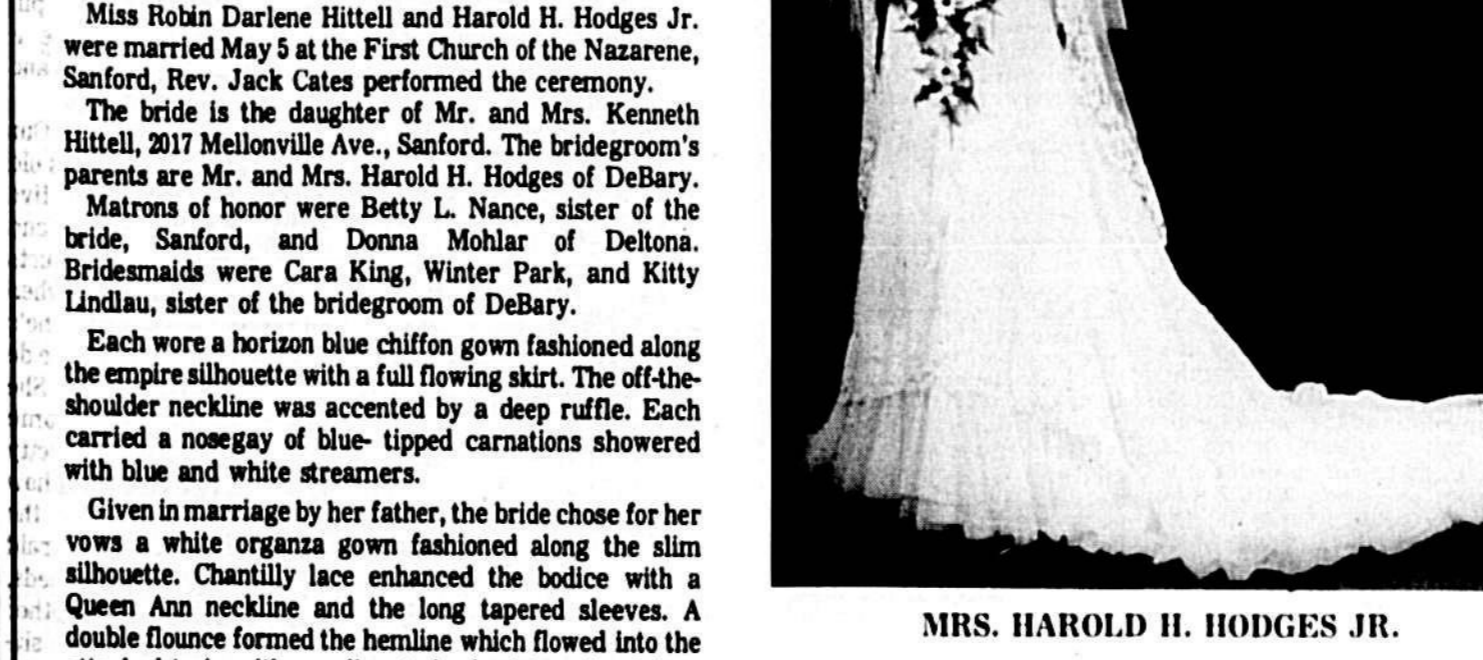 Miss Robin Darlene Hittell and Harold H. Hodges Jr.
were married May 5 at the First Church of the Nazarene,
Sanford, Rev. Jack Cates performed the ceremony.
The bride is the daughter of Mr. and Mrs. Kenneth
Hittell, 2017 Mellonville Ave., Sanford. The bridegroom's
parents are Mr. and Mrs. Harold H. Hodges of DeBary.
Matrons of honor were Betty L. Nance, sister of the
bride, Sanford, and Donna Mohlar of Deltona.
Bridesmaids were Cara King, Winter Park, and Kitty
Lindlau, sister of the bridegroom of DeBary.
Each wore a horizon blue chiffon gown fashioned along
the empire silhouette with a full flowing skirt. The off-the-
shoulder neckline was accented by a deep ruffle. Each
carried a nosegay of blue- tipped carnations showered
with blue and white streamers.
Given in marriage by her father, the bride chose for her
vows a white organza gown fashioned along the slim
silhouette. Chantilly lace enhanced the bodice with a
Queen Ann neckline and the long tapered sleeves. A
double flounce formed the hemline which flowed into the
MRS. HAROLD H. HODGES JR.